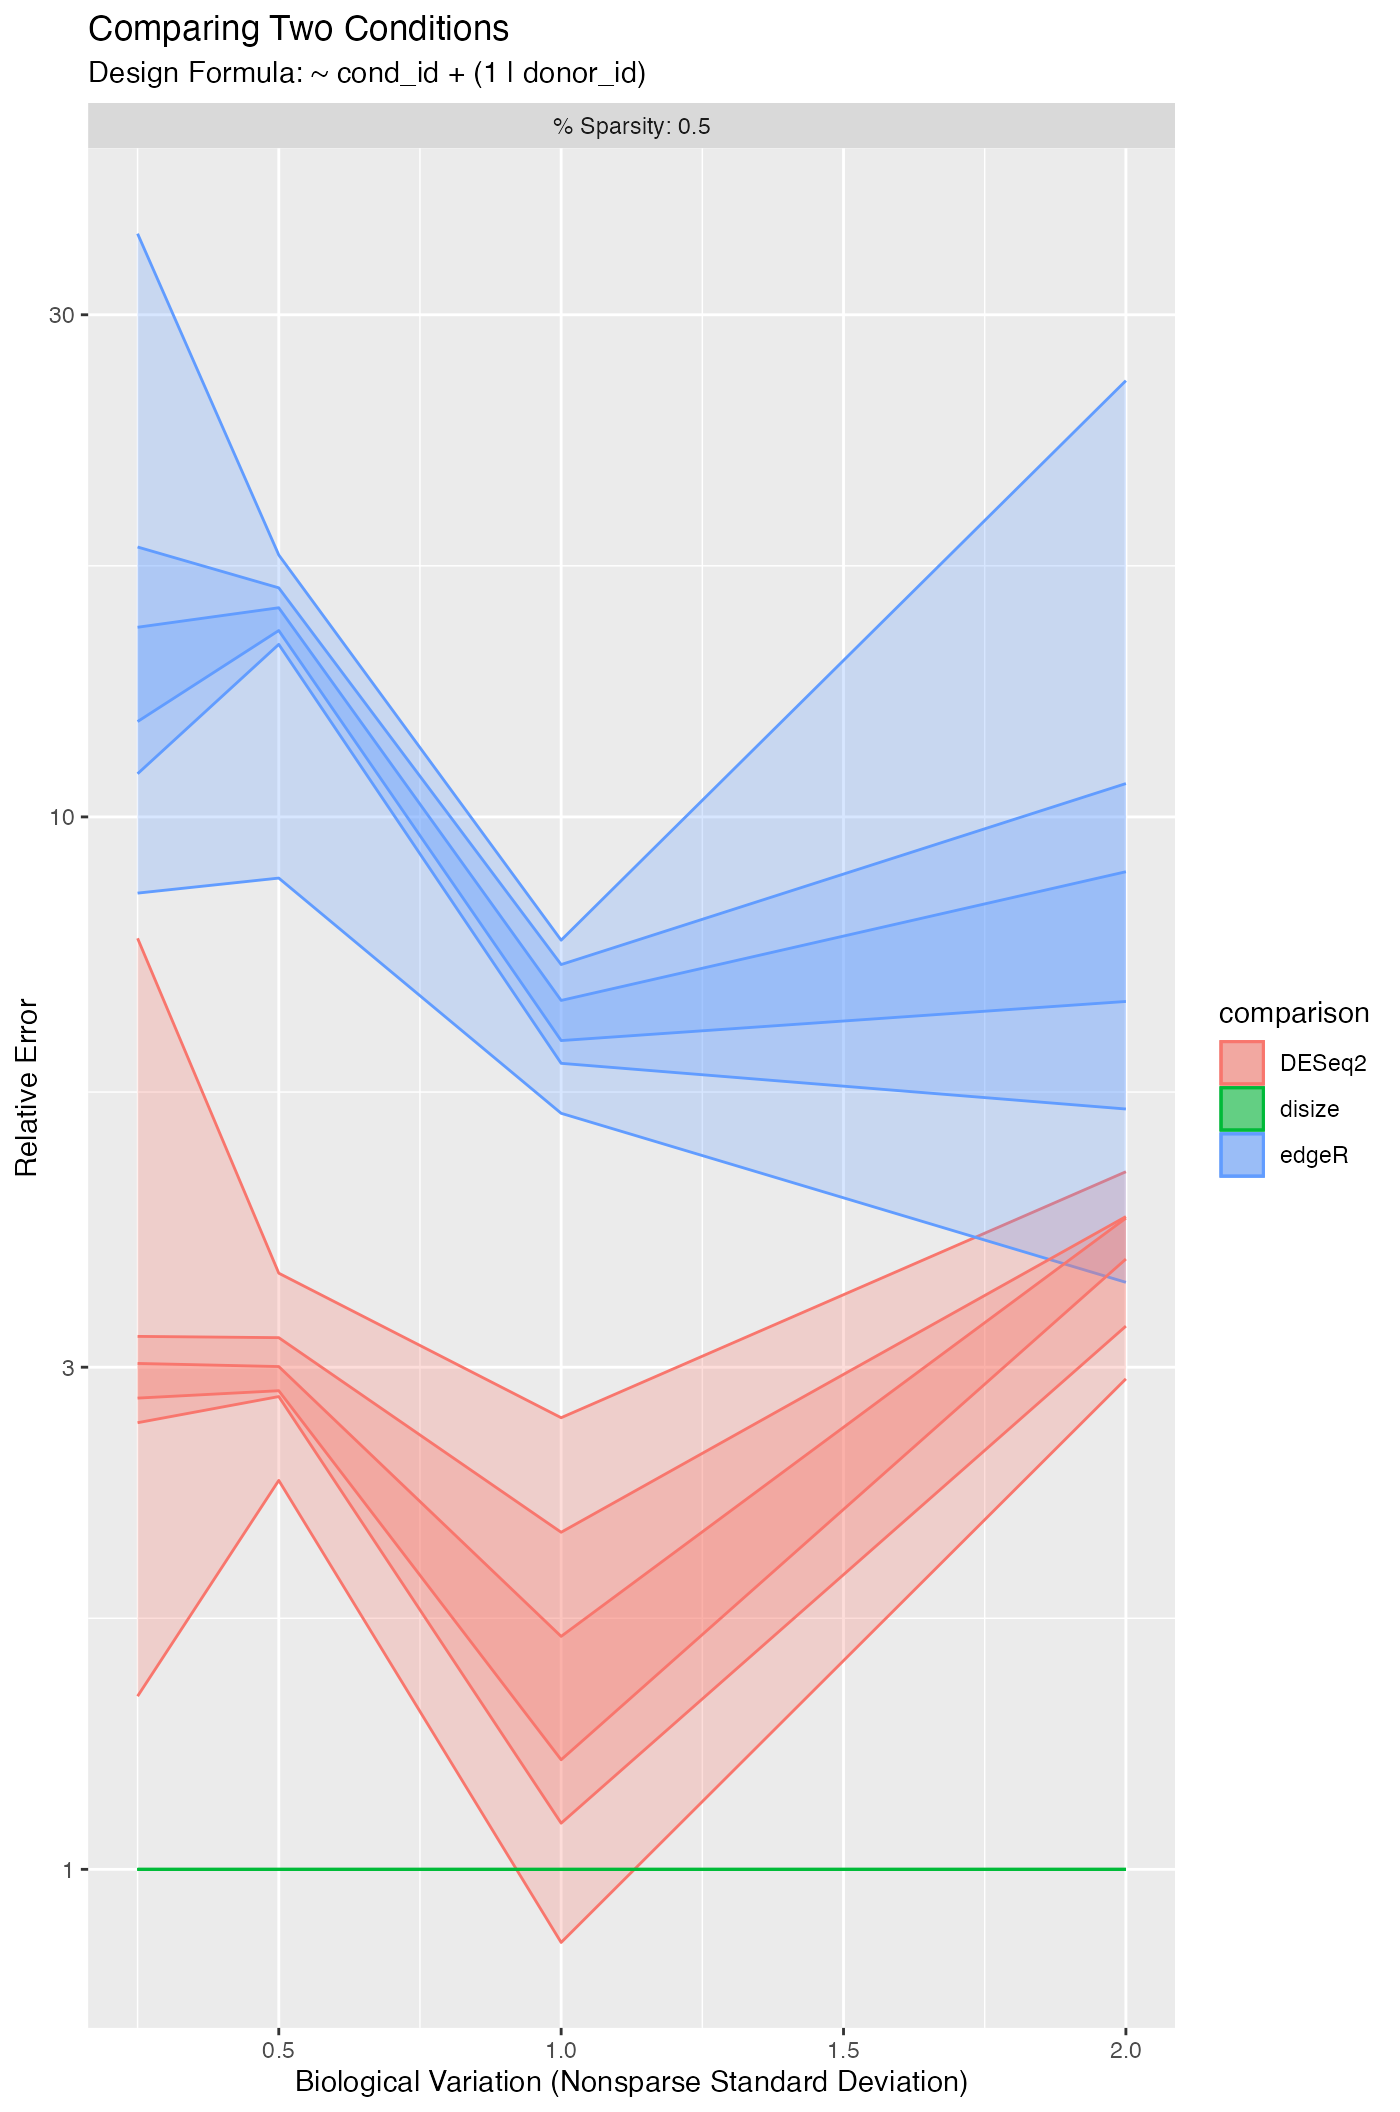 Comparing Two Conditions
Design Formula: ~ cond_id + (1 | donor_id)
% Sparsity: 0.5
30
10
3
1
Relative Error
0.5
1.0
1.5
2.0
Biological Variation (Nonsparse Standard Deviation)
comparison
DESeq2
disize
edgeR